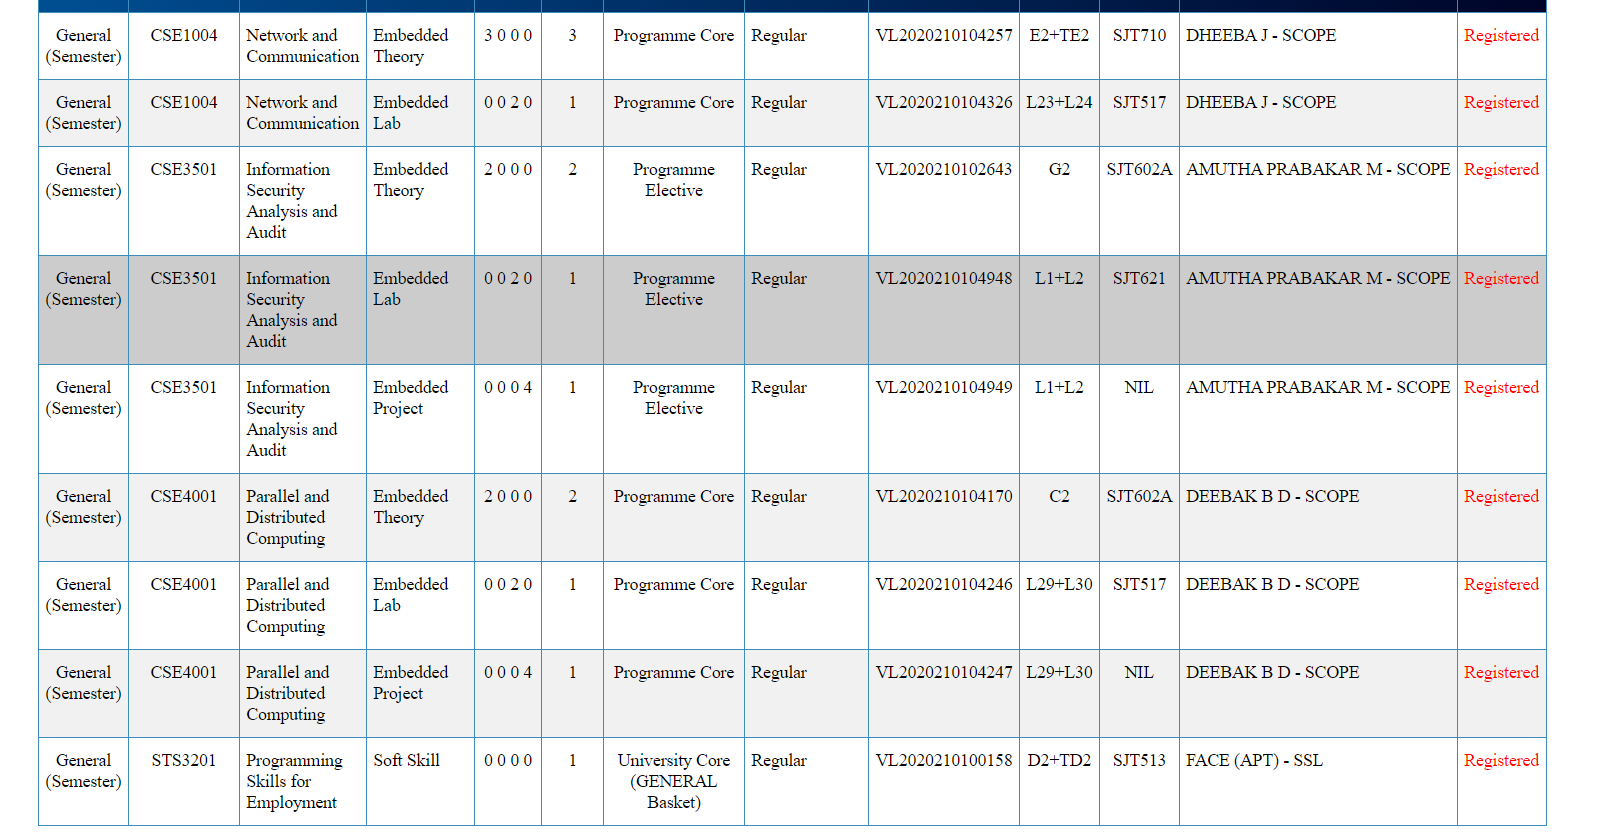 General (Semester) CSE1004 Network and Communication Embedded Theory 3 0 0 0 3 Programme Core Regular VL2020210104257 E2+TE2 SJT710 DHEEBA J - SCOPE Registered
General (Semester) CSE1004 Network and Communication Embedded Lab 0 0 2 0 1 Programme Core Regular VL2020210104326 L23+L24 SJT517 DHEEBA J - SCOPE Registered
General (Semester) CSE3501 Information Security Analysis and Audit Embedded Theory 2 0 0 0 2 Programme Elective Regular VL2020210102643 G2 SJT602A AMUTHA PRABAKAR M - SCOPE Registered
General (Semester) CSE3501 Information Security Analysis and Audit Embedded Lab 0 0 2 0 1 Programme Elective Regular VL2020210104948 L1+L2 SJT621 AMUTHA PRABAKAR M - SCOPE Registered
General (Semester) CSE3501 Information Security Analysis and Audit Embedded Project 0 0 0 4 1 Programme Elective Regular VL2020210104949 L1+L2 NIL AMUTHA PRABAKAR M - SCOPE Registered
General (Semester) CSE4001 Parallel and Distributed Computing Embedded Theory 2 0 0 0 2 Programme Core Regular VL2020210104170 C2 SJT602A DEEBAK B D - SCOPE Registered
General (Semester) CSE4001 Parallel and Distributed Computing Embedded Lab 0 0 2 0 1 Programme Core Regular VL2020210104246 L29+L30 SJT517 DEEBAK B D - SCOPE Registered
General (Semester) CSE4001 Parallel and Distributed Computing Embedded Project 0 0 0 4 1 Programme Core Regular VL2020210104247 L29+L30 NIL DEEBAK B D - SCOPE Registered
General (Semester) STS3201 Programming Skills for Employment Soft Skill 0 0 0 0 1 University Core (GENERAL Basket) Regular VL2020210100158 D2+TD2 SJT513 FACE (APT) - SSL Registered